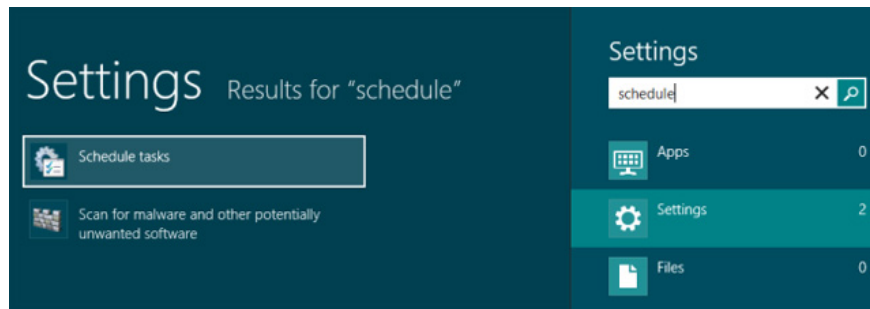 Settings Results for “schedule”
Schedule tasks
Scan for malware and other potentially
unwanted software
Settings
schedule
Apps 0
Settings 2
Files 0